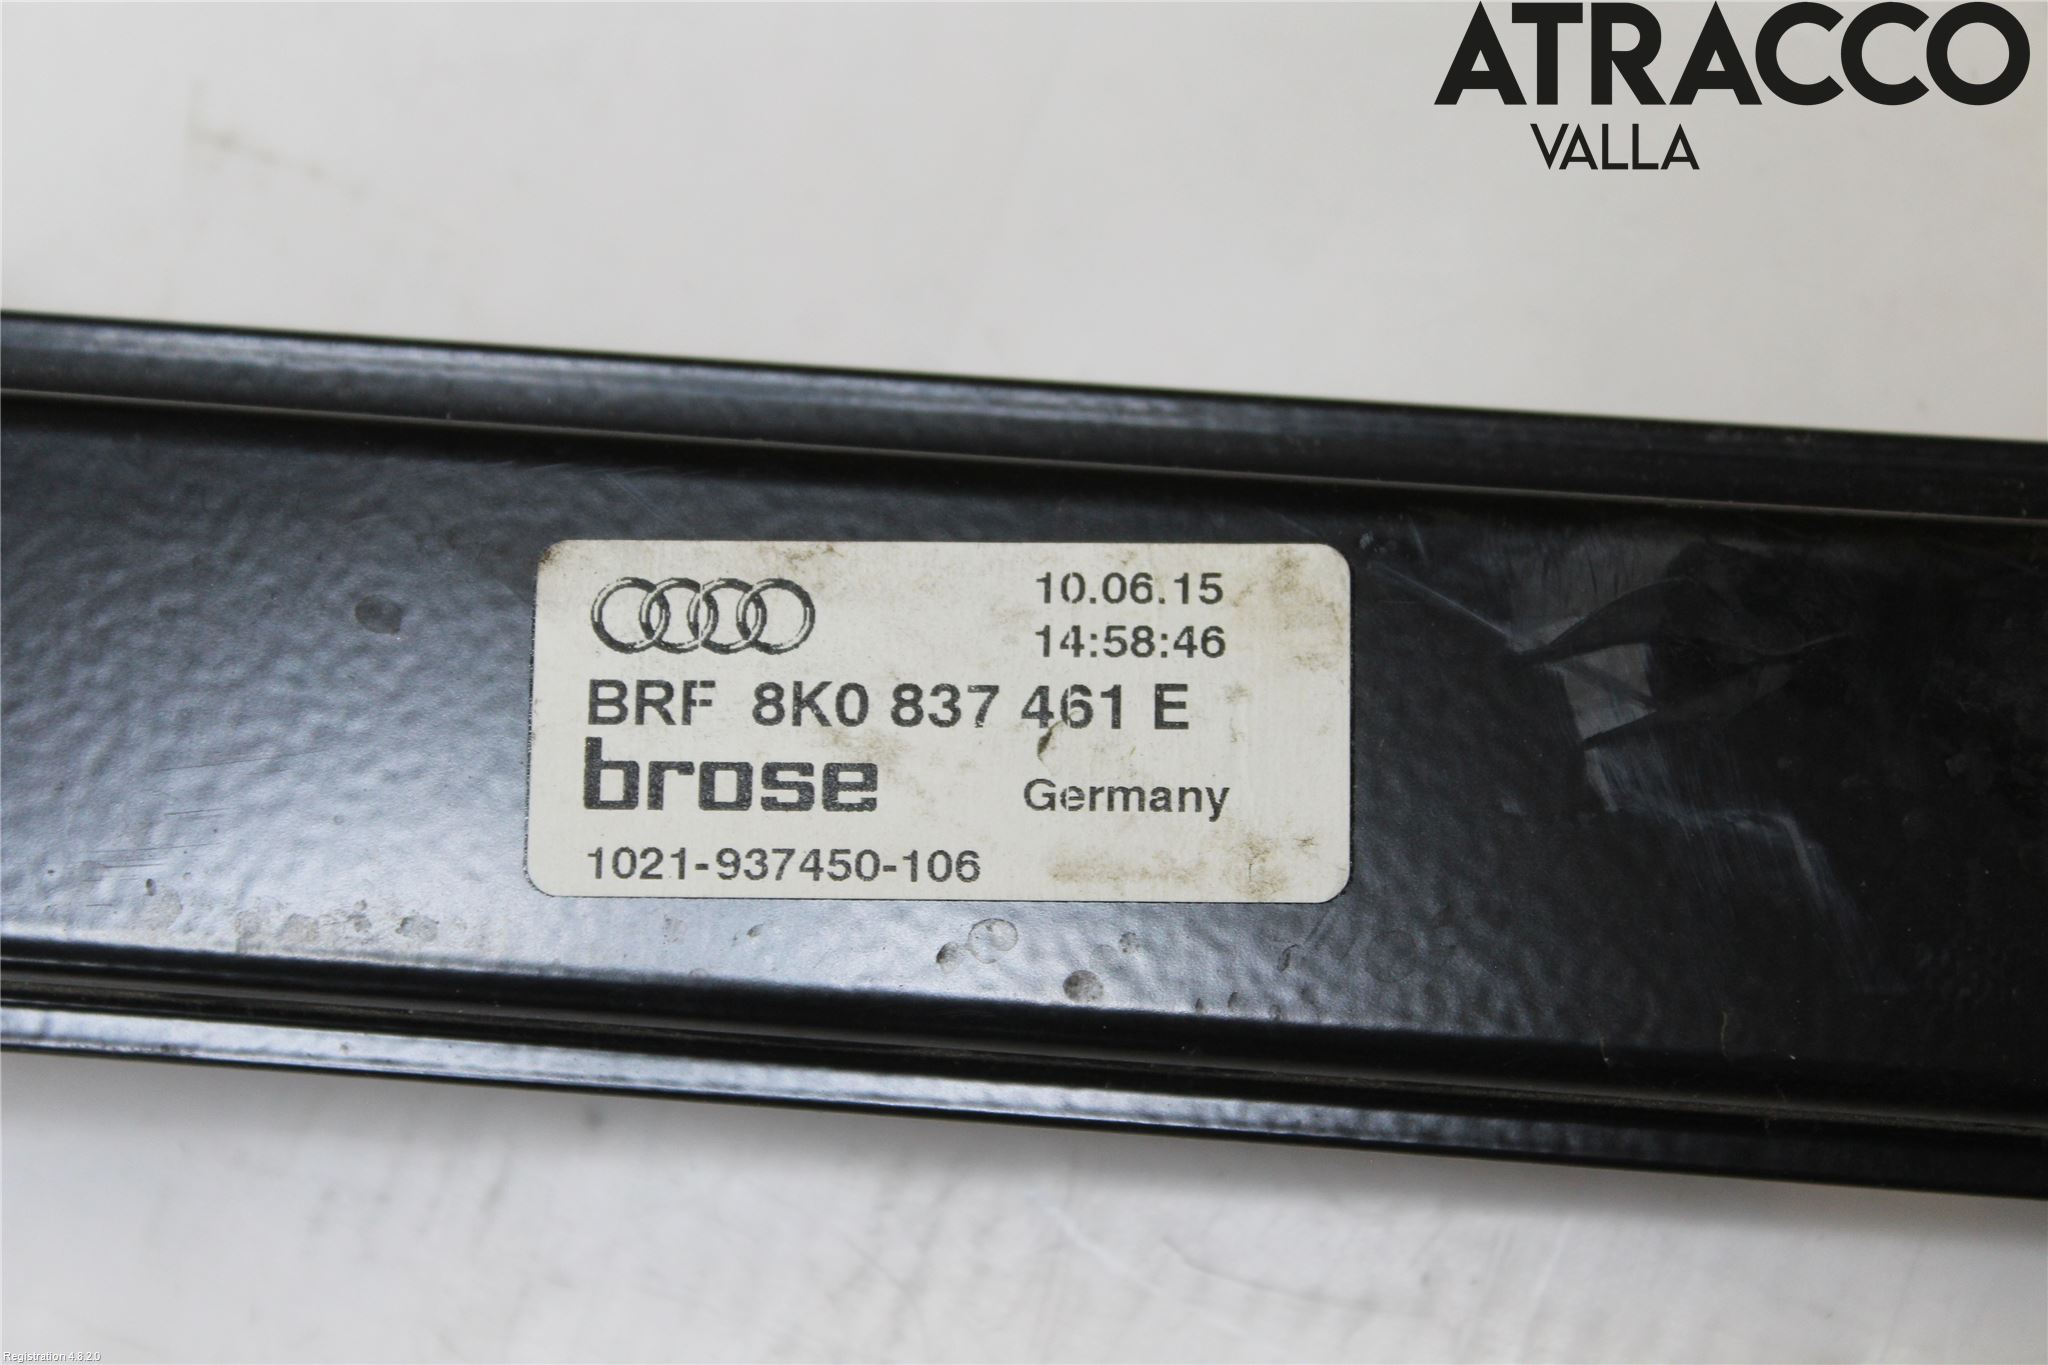 ATRACCO
VALLA
10.06.15
14:58:46
BRF 8K0 837 461 E
brose Germany
1021-937450-106
Registration 4.8.2.0